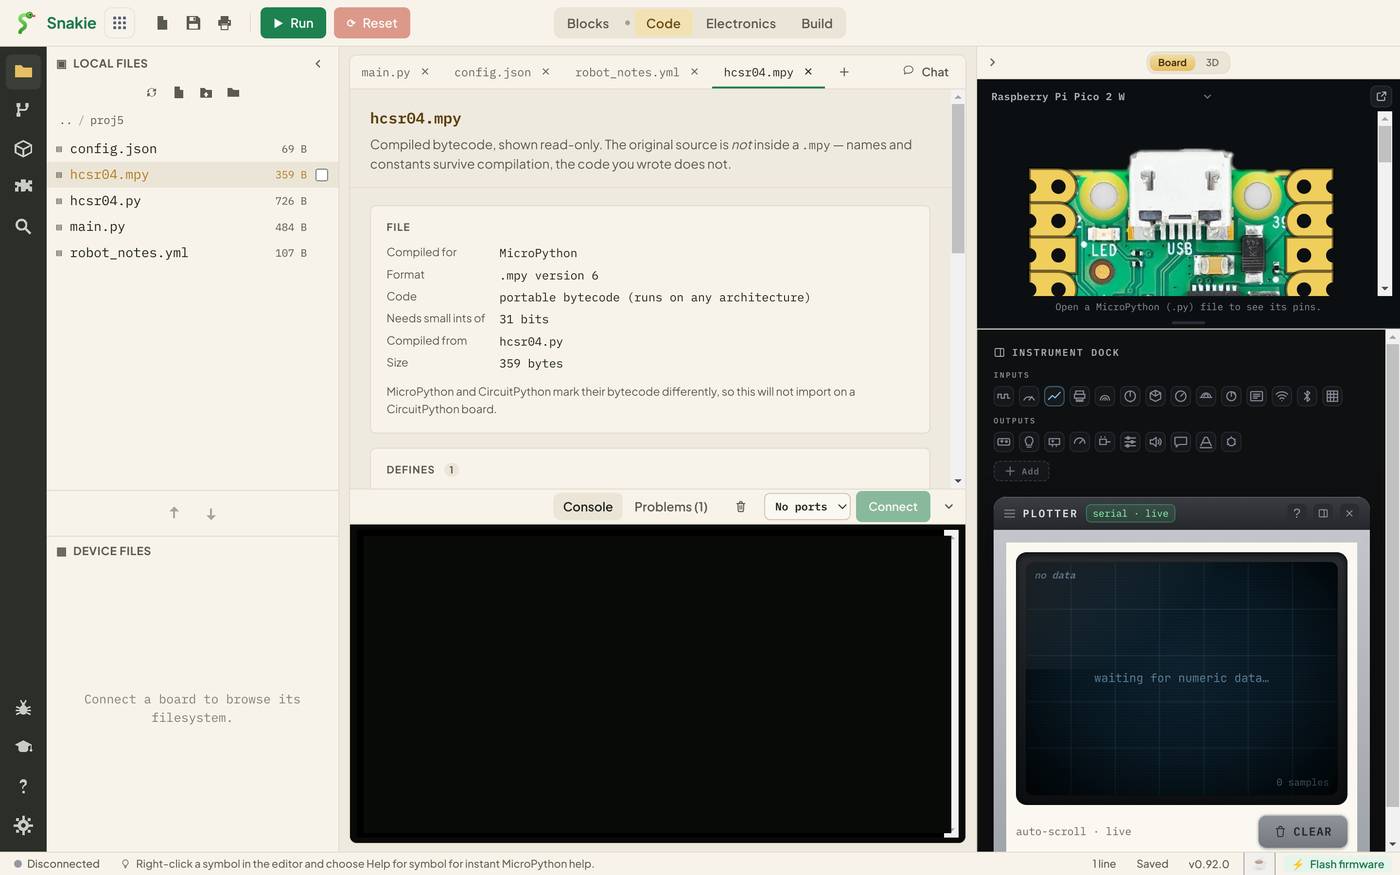 Snakie
Run
Reset
Blocks
Code
Electronics
Build
LOCAL FILES
.. / proj5
config.json 69 B
hcsr04.mpy 359 B
hcsr04.py 726 B
main.py 484 B
robot_notes.yml 107 B
DEVICE FILES
Connect a board to browse its
filesystem.
main.py
config.json
robot_notes.yml
hcsr04.mpy
Chat
hcsr04.mpy
Compiled bytecode, shown read-only. The original source is not inside a .mpy — names and
constants survive compilation, the code you wrote does not.
FILE
Compiled for MicroPython
Format .mpy version 6
Code portable bytecode (runs on any architecture)
Needs small ints of 31 bits
Compiled from hcsr04.py
Size 359 bytes
MicroPython and CircuitPython mark their bytecode differently, so this will not import on a
CircuitPython board.
DEFINES 1
Console
Problems (1)
No ports
Connect
Board
3D
Raspberry Pi Pico 2 W
LED
USB
39
Open a MicroPython (.py) file to see its pins.
INSTRUMENT DOCK
INPUTS
OUTPUTS
+ Add
PLOTTER
serial · live
?
no data
waiting for numeric data…
0 samples
auto-scroll · live
CLEAR
Disconnected
Right-click a symbol in the editor and choose Help for symbol for instant MicroPython help.
1 line
Saved
v0.92.0
Flash firmware